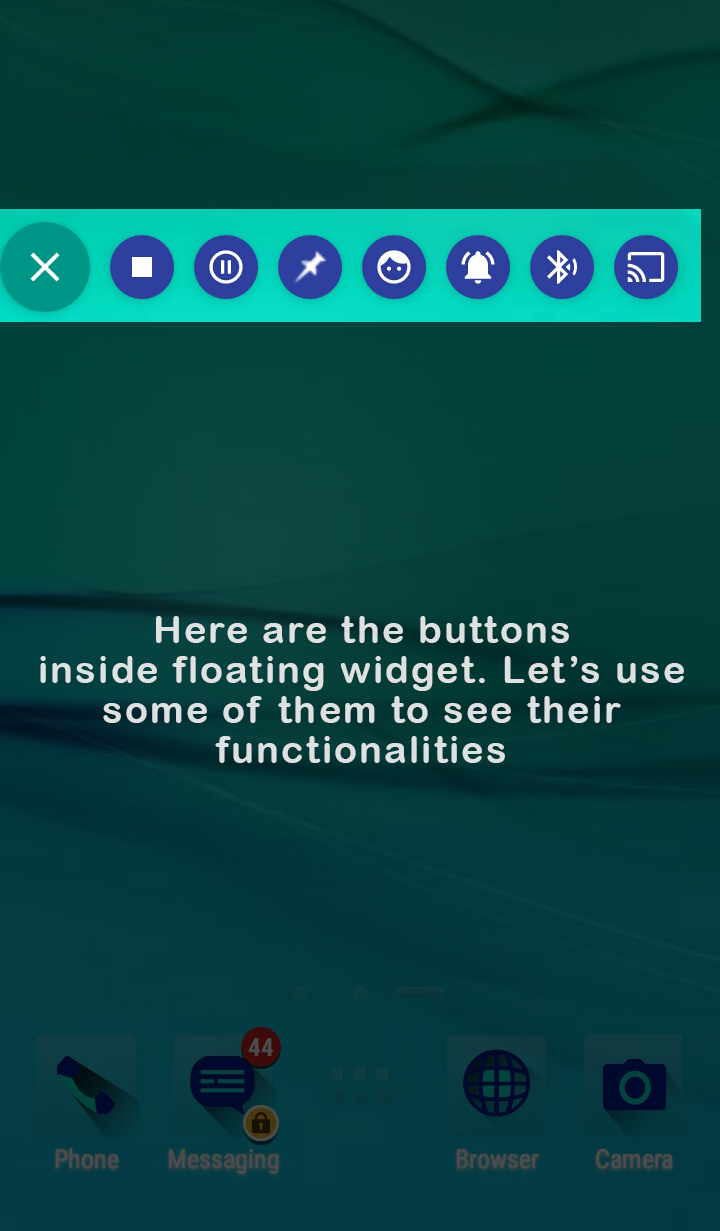 Here are the buttons
inside floating widget. Let’s use
some of them to see their
functionalities
44
Phone
Messaging
Browser
Camera